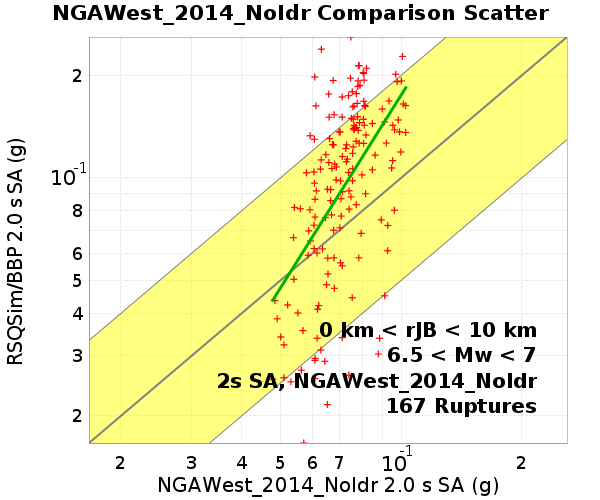 NGAWest_2014_NoIdr Comparison Scatter
RSQSim/BBP 2.0 s SA (g)
2
10-1
8
6
5
4
3
2
0 km < rJB < 10 km
6.5 < Mw < 7
2s SA, NGAWest_2014_NoIdr
167 Ruptures
2 3 4 5 6 7 10-1 2
NGAWest_2014_NoIdr 2.0 s SA (g)